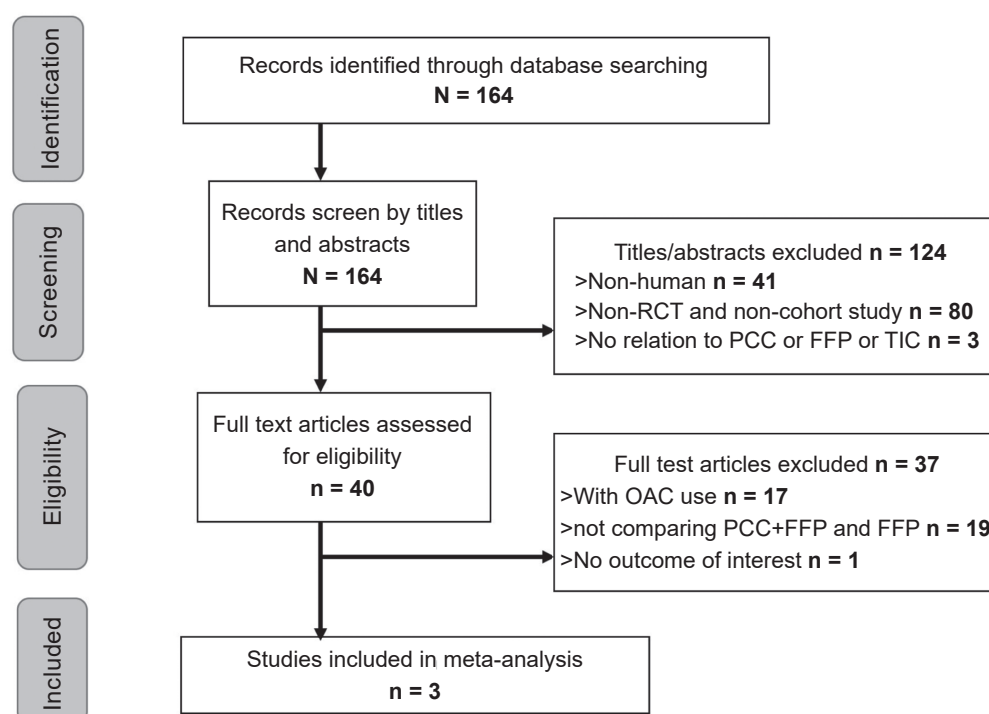 Identification
Records identified through database searching
N = 164
Screening
Records screen by titles
and abstracts
N = 164
Titles/abstracts excluded n = 124
>Non-human n = 41
>Non-RCT and non-cohort study n = 80
>No relation to PCC or FFP or TIC n = 3
Eligibility
Full text articles assessed
for eligibility
n = 40
Full test articles excluded n = 37
>With OAC use n = 17
>not comparing PCC+FFP and FFP n = 19
>No outcome of interest n = 1
Included
Studies included in meta-analysis
n = 3